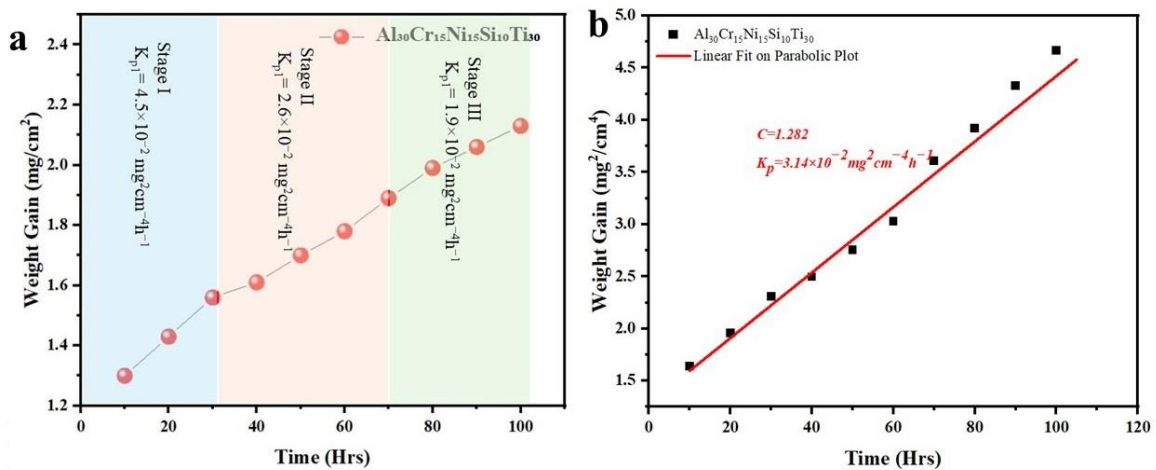 a
Al₃₀Cr₁₅Ni₁₅Si₁₀Ti₃₀
Stage I
Kₚ₁= 4.5×10⁻² mg²cm⁻⁴h⁻¹
Stage II
Kₚ₁= 2.6×10⁻² mg²cm⁻⁴h⁻¹
Stage III
Kₚ₁= 1.9×10⁻² mg²cm⁻⁴h⁻¹
Weight Gain (mg/cm²)
2.4
2.2
2.0
1.8
1.6
1.4
1.2
0 20 40 60 80 100
Time (Hrs)
b
Al₃₀Cr₁₅Ni₁₅Si₁₀Ti₃₀
Linear Fit on Parabolic Plot
C=1.282
Kₚ=3.14×10⁻²mg²cm⁻⁴h⁻¹
Weight Gain (mg²/cm⁴)
5.0
4.5
4.0
3.5
3.0
2.5
2.0
1.5
0 20 40 60 80 100 120
Time (Hrs)